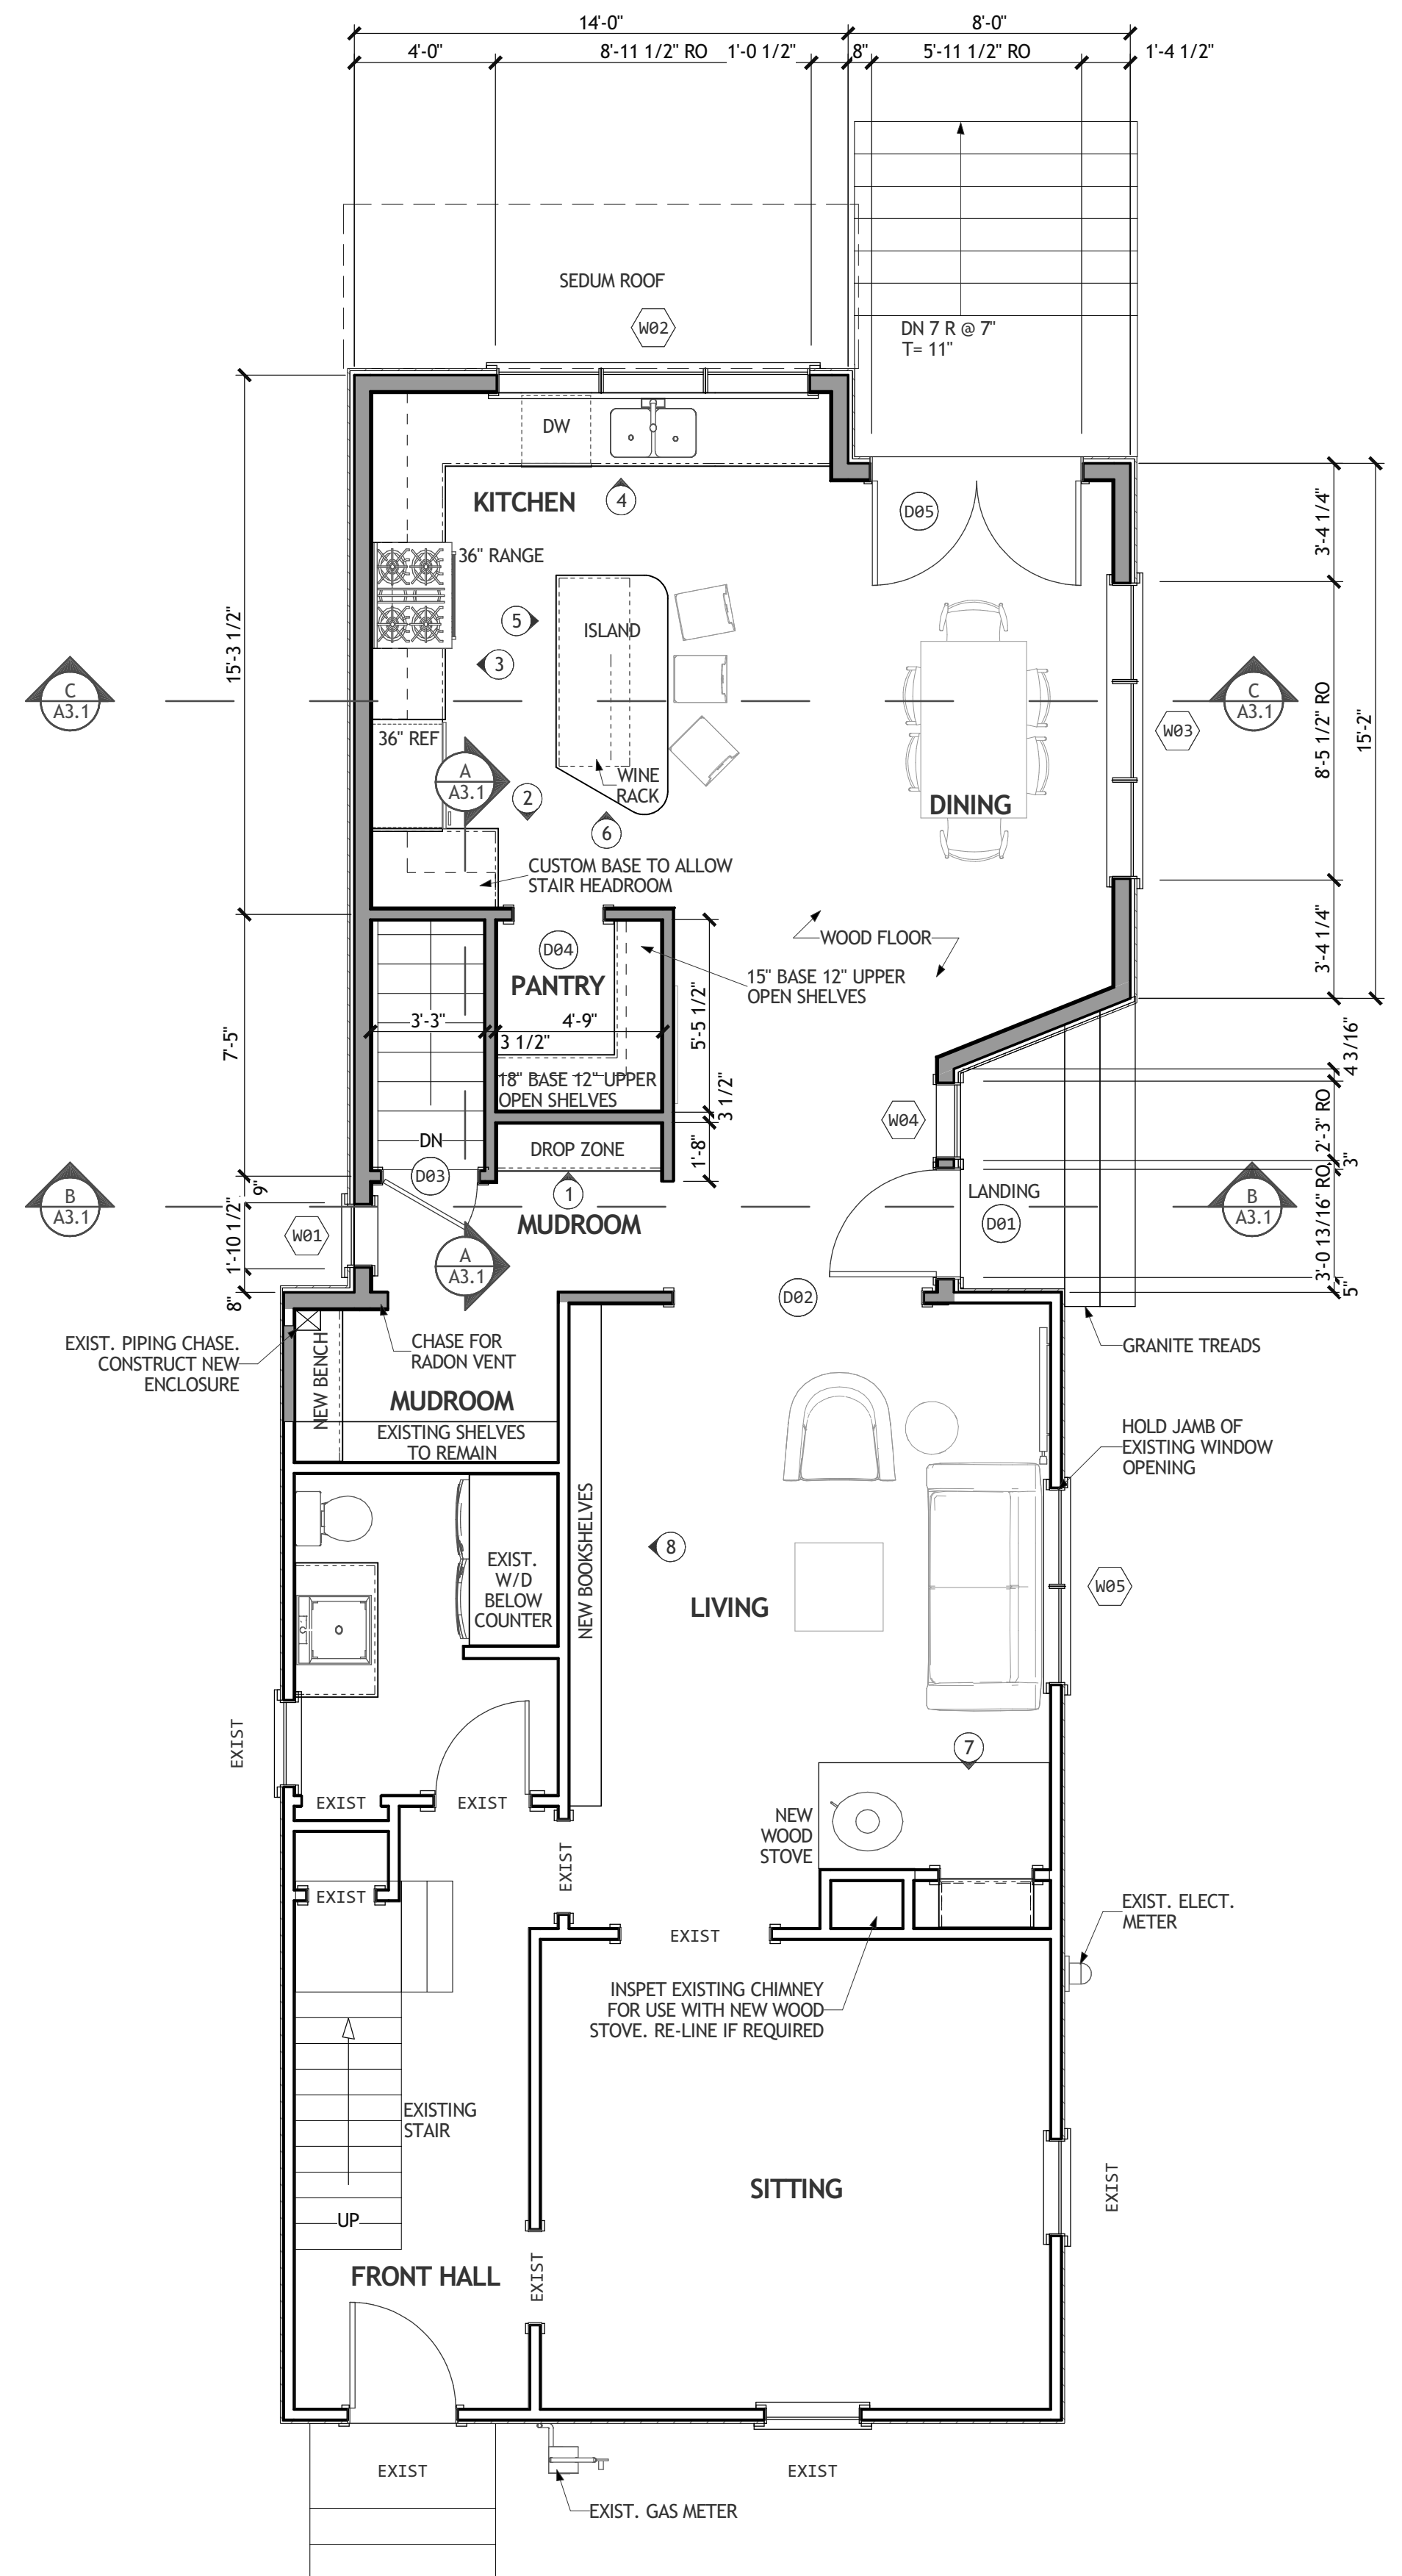 14'-0"
8'-0"
4'-0"
8'-11 1/2" RO
1'-0 1/2"
8"
5'-11 1/2" RO
1'-4 1/2"
SEDUM ROOF
W02
DN 7 R @ 7"
T= 11"
DW
KITCHEN
4
D05
36" RANGE
3'-4 1/4"
5
ISLAND
3
15'-3 1/2"
C
A3.1
C
A3.1
W03
8'-5 1/2" RO
15'-2"
36" REF
A
A3.1
2
WINE
RACK
6
DINING
CUSTOM BASE TO ALLOW
STAIR HEADROOM
D04
WOOD FLOOR
PANTRY
15" BASE 12" UPPER
OPEN SHELVES
3'-4 1/4"
3'-3"
4'-9"
3 1/2"
5'-5 1/2"
7'-5"
4 3/16"
18" BASE 12" UPPER
OPEN SHELVES
3 1/2"
W04
2'-3" RO
DN
DROP ZONE
1'-8"
3"
D03
9"
B
A3.1
1
MUDROOM
LANDING
D01
B
A3.1
W01
1'-10 1/2"
A
A3.1
3'-0 13/16" RO
8"
D02
5"
EXIST. PIPING CHASE.
CONSTRUCT NEW
ENCLOSURE
NEW BENCH
CHASE FOR
RADON VENT
GRANITE TREADS
MUDROOM
EXISTING SHELVES
TO REMAIN
HOLD JAMB OF
EXISTING WINDOW
OPENING
NEW BOOKSHELVES
8
EXIST.
W/D
BELOW
COUNTER
LIVING
W05
EXIST
7
EXIST
EXIST
NEW
WOOD
STOVE
EXIST
EXIST
EXIST. ELECT.
METER
EXIST
INSPET EXISTING CHIMNEY
FOR USE WITH NEW WOOD
STOVE. RE-LINE IF REQUIRED
EXISTING
STAIR
SITTING
EXIST
UP
FRONT HALL
EXIST
EXIST
EXIST
EXIST. GAS METER